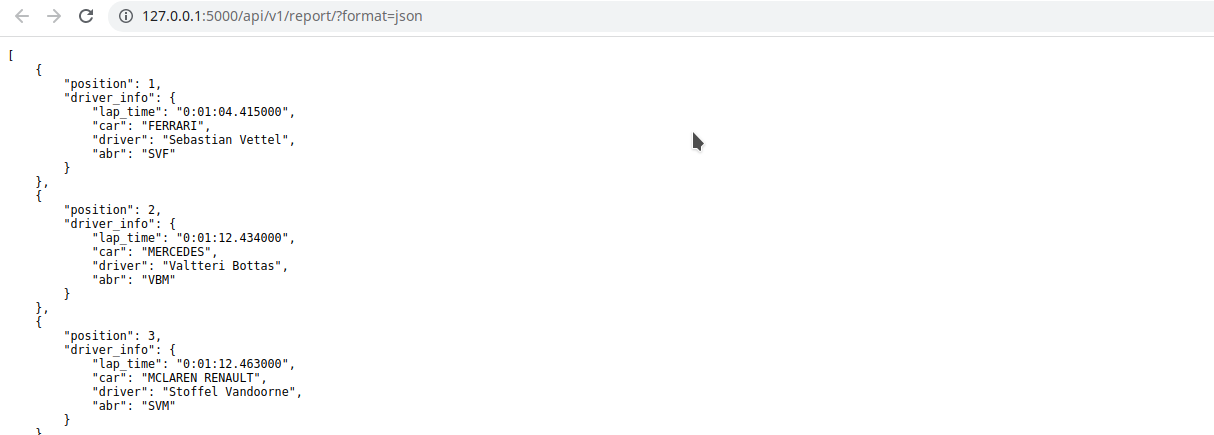 127.0.0.1:5000/api/v1/report/?format=json
[
    {
        "position": 1,
        "driver_info": {
            "lap_time": "0:01:04.415000",
            "car": "FERRARI",
            "driver": "Sebastian Vettel",
            "abr": "SVF"
        }
    },
    {
        "position": 2,
        "driver_info": {
            "lap_time": "0:01:12.434000",
            "car": "MERCEDES",
            "driver": "Valtteri Bottas",
            "abr": "VBM"
        }
    },
    {
        "position": 3,
        "driver_info": {
            "lap_time": "0:01:12.463000",
            "car": "MCLAREN RENAULT",
            "driver": "Stoffel Vandoorne",
            "abr": "SVM"
        }
    }